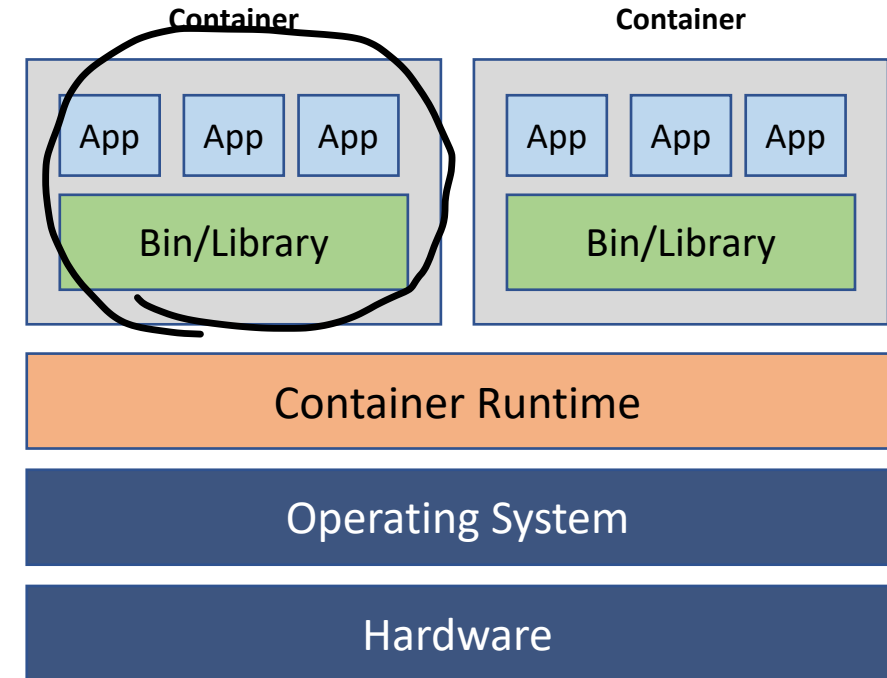 Container Container
App App App App App App
Bin/Library Bin/Library
Container Runtime
Operating System
Hardware